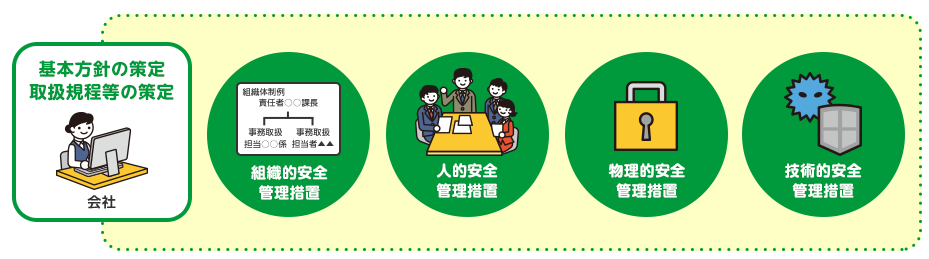 基本方針の策定
取扱規程等の策定
会社
組織体制例
責任者○○課長
事務取扱
担当○○係
事務取扱
担当者▲▲
組織的安全
管理措置
人的安全
管理措置
物理的安全
管理措置
技術的安全
管理措置